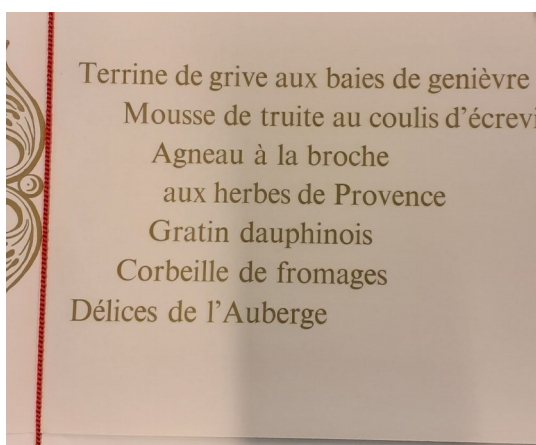 Terrine de grive aux baies de genièvre
Mousse de truite au coulis
Agneau à la broche
aux herbes de Provence
Gratin dauphinois
Corbeille de fromages
Délices de l'Auberge